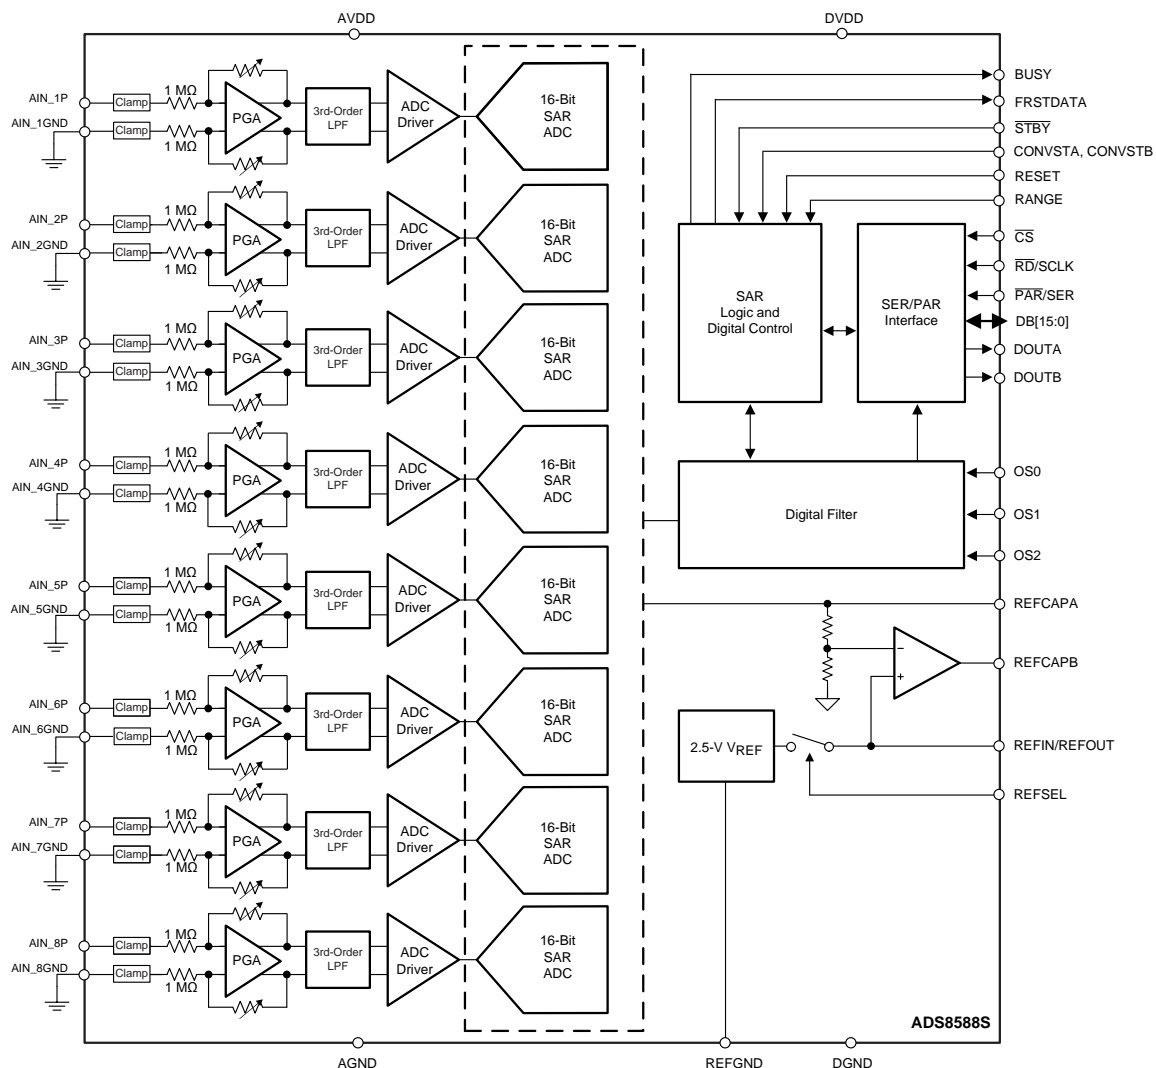 AVDD
DVDD
AIN_1P
Clamp
1 MΩ
AIN_1GND
Clamp
1 MΩ
PGA
3rd-Order
LPF
ADC
Driver
16-Bit
SAR
ADC
AIN_2P
Clamp
1 MΩ
AIN_2GND
Clamp
1 MΩ
PGA
3rd-Order
LPF
ADC
Driver
16-Bit
SAR
ADC
AIN_3P
Clamp
1 MΩ
AIN_3GND
Clamp
1 MΩ
PGA
3rd-Order
LPF
ADC
Driver
16-Bit
SAR
ADC
AIN_4P
Clamp
1 MΩ
AIN_4GND
Clamp
1 MΩ
PGA
3rd-Order
LPF
ADC
Driver
16-Bit
SAR
ADC
AIN_5P
Clamp
1 MΩ
AIN_5GND
Clamp
1 MΩ
PGA
3rd-Order
LPF
ADC
Driver
16-Bit
SAR
ADC
AIN_6P
Clamp
1 MΩ
AIN_6GND
Clamp
1 MΩ
PGA
3rd-Order
LPF
ADC
Driver
16-Bit
SAR
ADC
AIN_7P
Clamp
1 MΩ
AIN_7GND
Clamp
1 MΩ
PGA
3rd-Order
LPF
ADC
Driver
16-Bit
SAR
ADC
AIN_8P
Clamp
1 MΩ
AIN_8GND
Clamp
1 MΩ
PGA
3rd-Order
LPF
ADC
Driver
16-Bit
SAR
ADC
BUSY
FRSTDATA
STBY
CONVSTA, CONVSTB
RESET
RANGE
CS
RD/SCLK
PAR/SER
DB[15:0]
DOUTA
DOUTB
SAR
Logic and
Digital Control
SER/PAR
Interface
Digital Filter
OS0
OS1
OS2
REFCAPA
−
+
REFCAPB
2.5-V VREF
REFIN/REFOUT
REFSEL
ADS8588S
AGND
REFGND
DGND